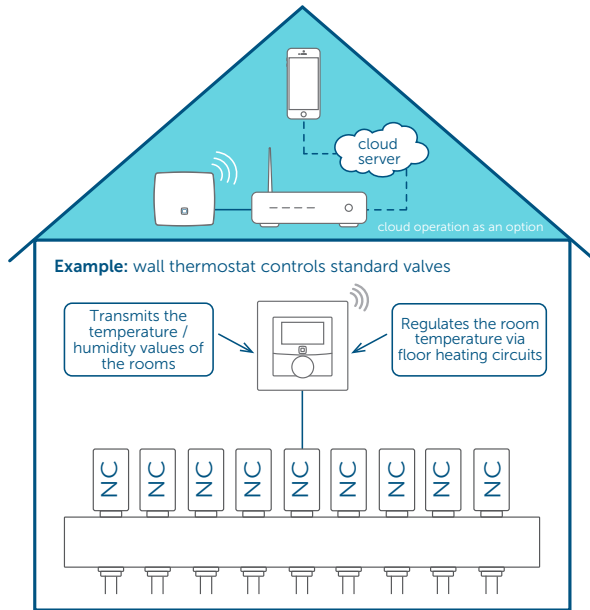 cloud
server
cloud operation as an option
Example: wall thermostat controls standard valves
Transmits the
temperature /
humidity values of
the rooms
Regulates the room
temperature via
floor heating circuits
NC NC NC NC NC NC NC NC NC